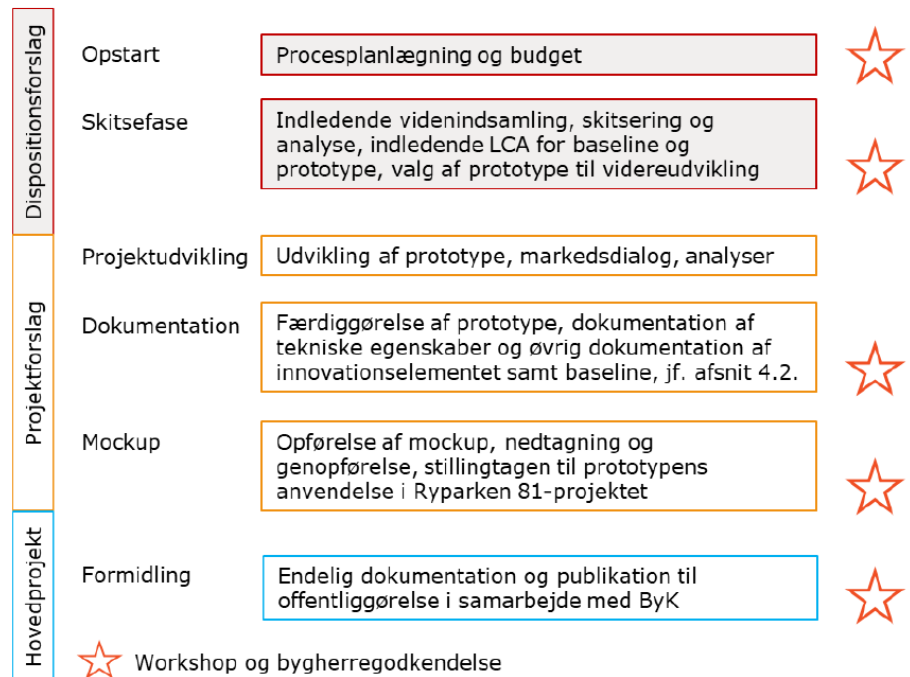 Dispositionsforslag
Opstart
Procesplanlægning og budget
Skitsefase
Indledende videnindsamling, skitsering og
analyse, indledende LCA for baseline og
prototype, valg af prototype til videreudvikling
Projektforslag
Projektudvikling
Udvikling af prototype, markedsdialog, analyser
Dokumentation
Færdiggørelse af prototype, dokumentation af
tekniske egenskaber og øvrig dokumentation af
innovationselementet samt baseline, jf. afsnit 4.2.
Mockup
Opførelse af mockup, nedtagning og
genopførelse, stillingtagen til prototypens
anvendelse i Ryparken 81-projektet
Hovedprojekt
Formidling
Endelig dokumentation og publikation til
offentliggørelse i samarbejde med ByK
Workshop og bygherregodkendelse